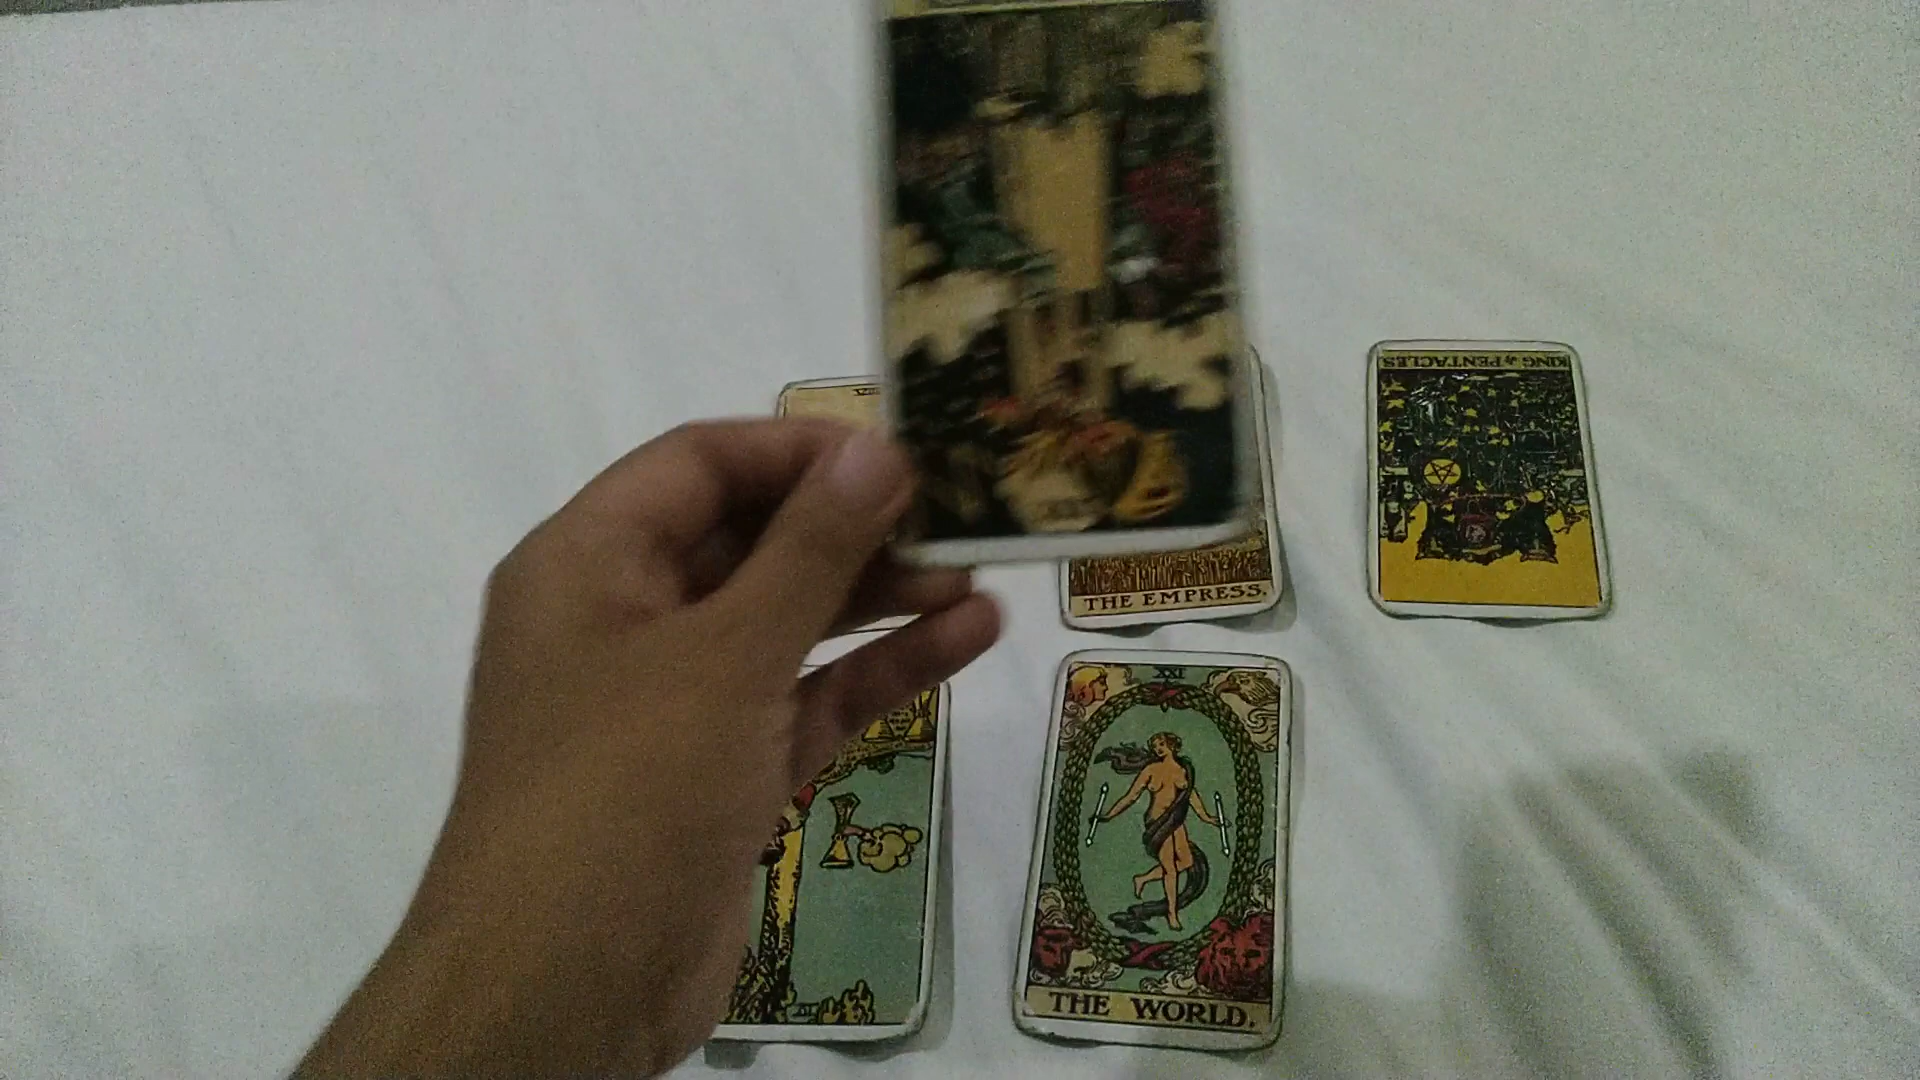 KING of PENTACLES.
THE EMPRESS.
XXI
THE WORLD.